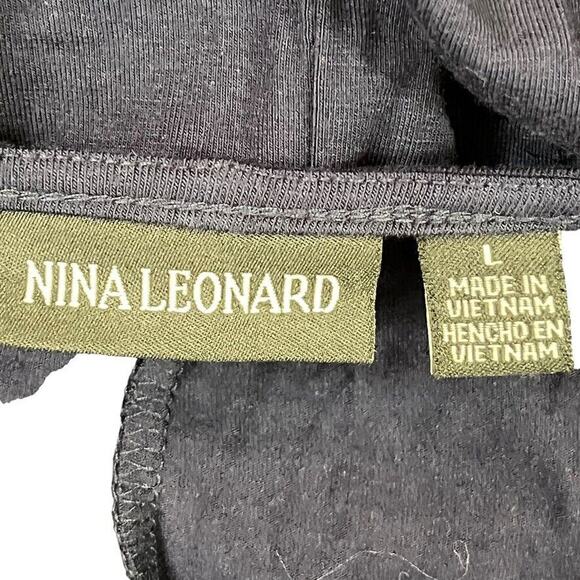 NINA LEONARD
L
MADE IN
VIETNAM
HENCHO EN
VIETNAM